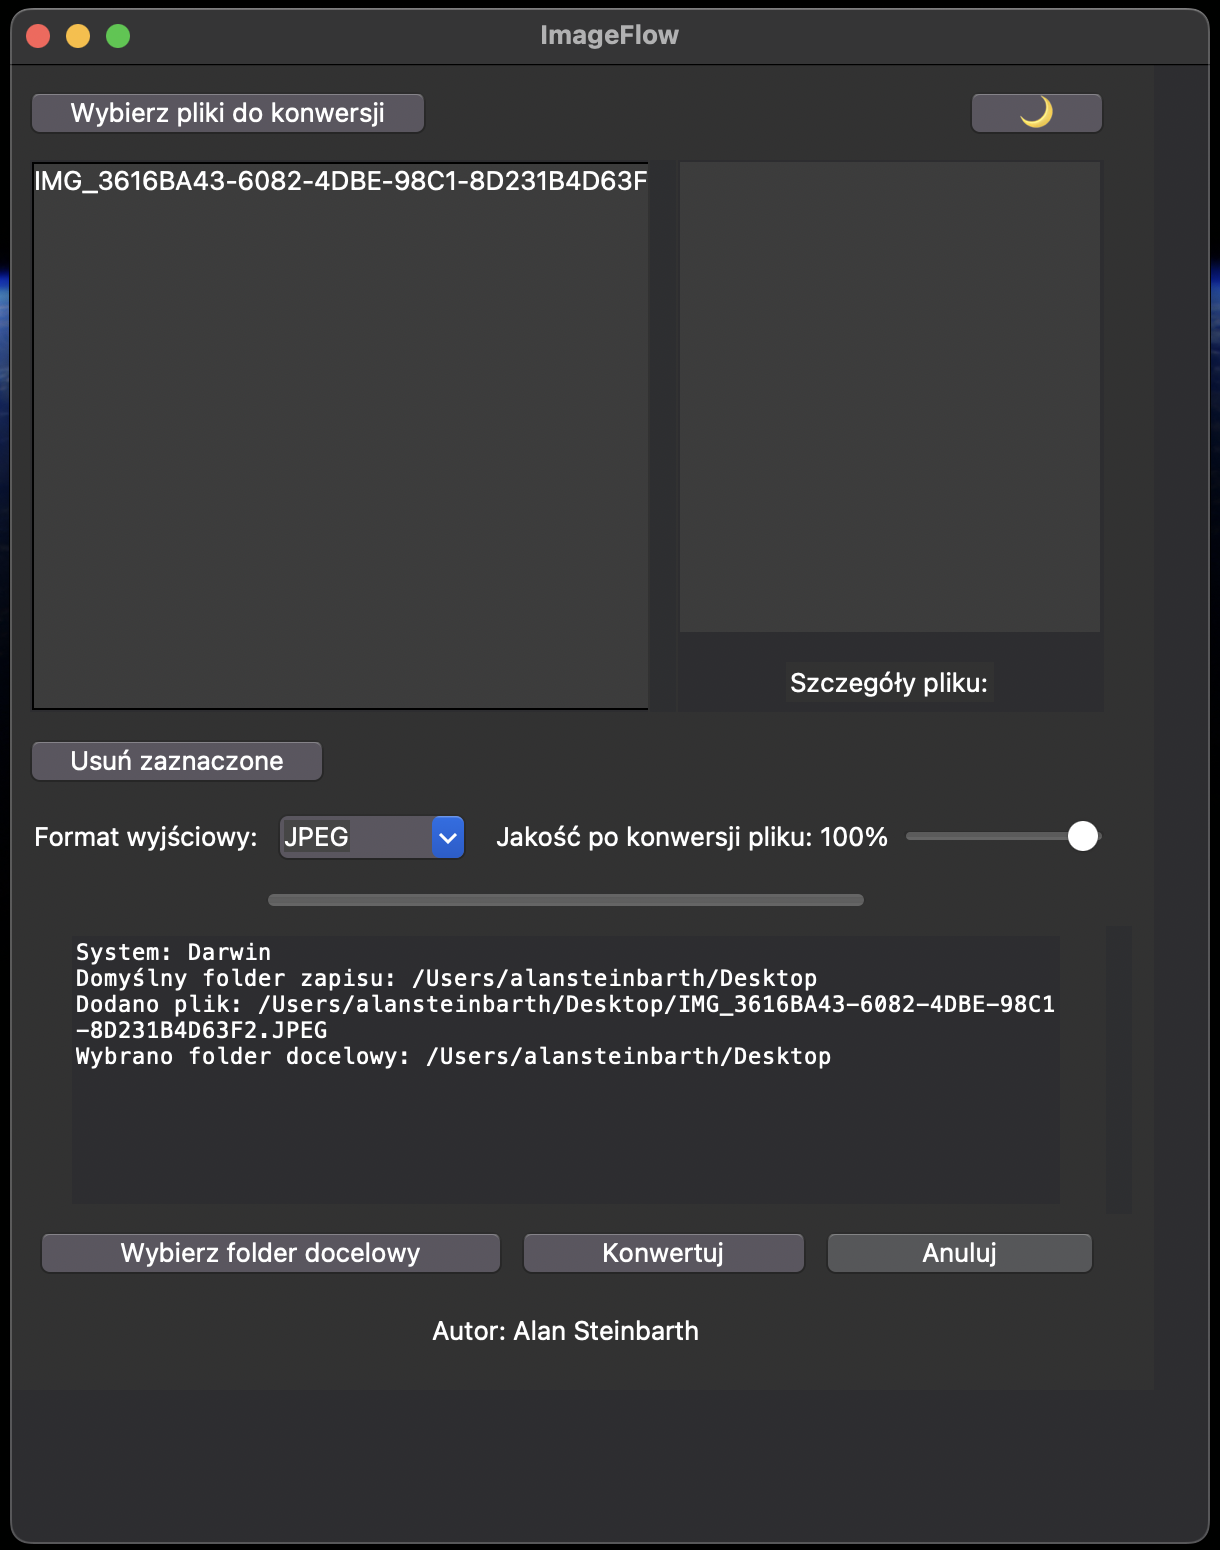 ImageFlow
Wybierz pliki do konwersji
IMG_3616BA43-6082-4DBE-98C1-8D231B4D63F
Szczegóły pliku:
Usuń zaznaczone
Format wyjściowy: JPEG Jakość po konwersji pliku: 100%
System: Darwin
Domyślny folder zapisu: /Users/alansteinbarth/Desktop
Dodano plik: /Users/alansteinbarth/Desktop/IMG_3616BA43-6082-4DBE-98C1
-8D231B4D63F2.JPEG
Wybrano folder docelowy: /Users/alansteinbarth/Desktop
Wybierz folder docelowy Konwertuj Anuluj
Autor: Alan Steinbarth